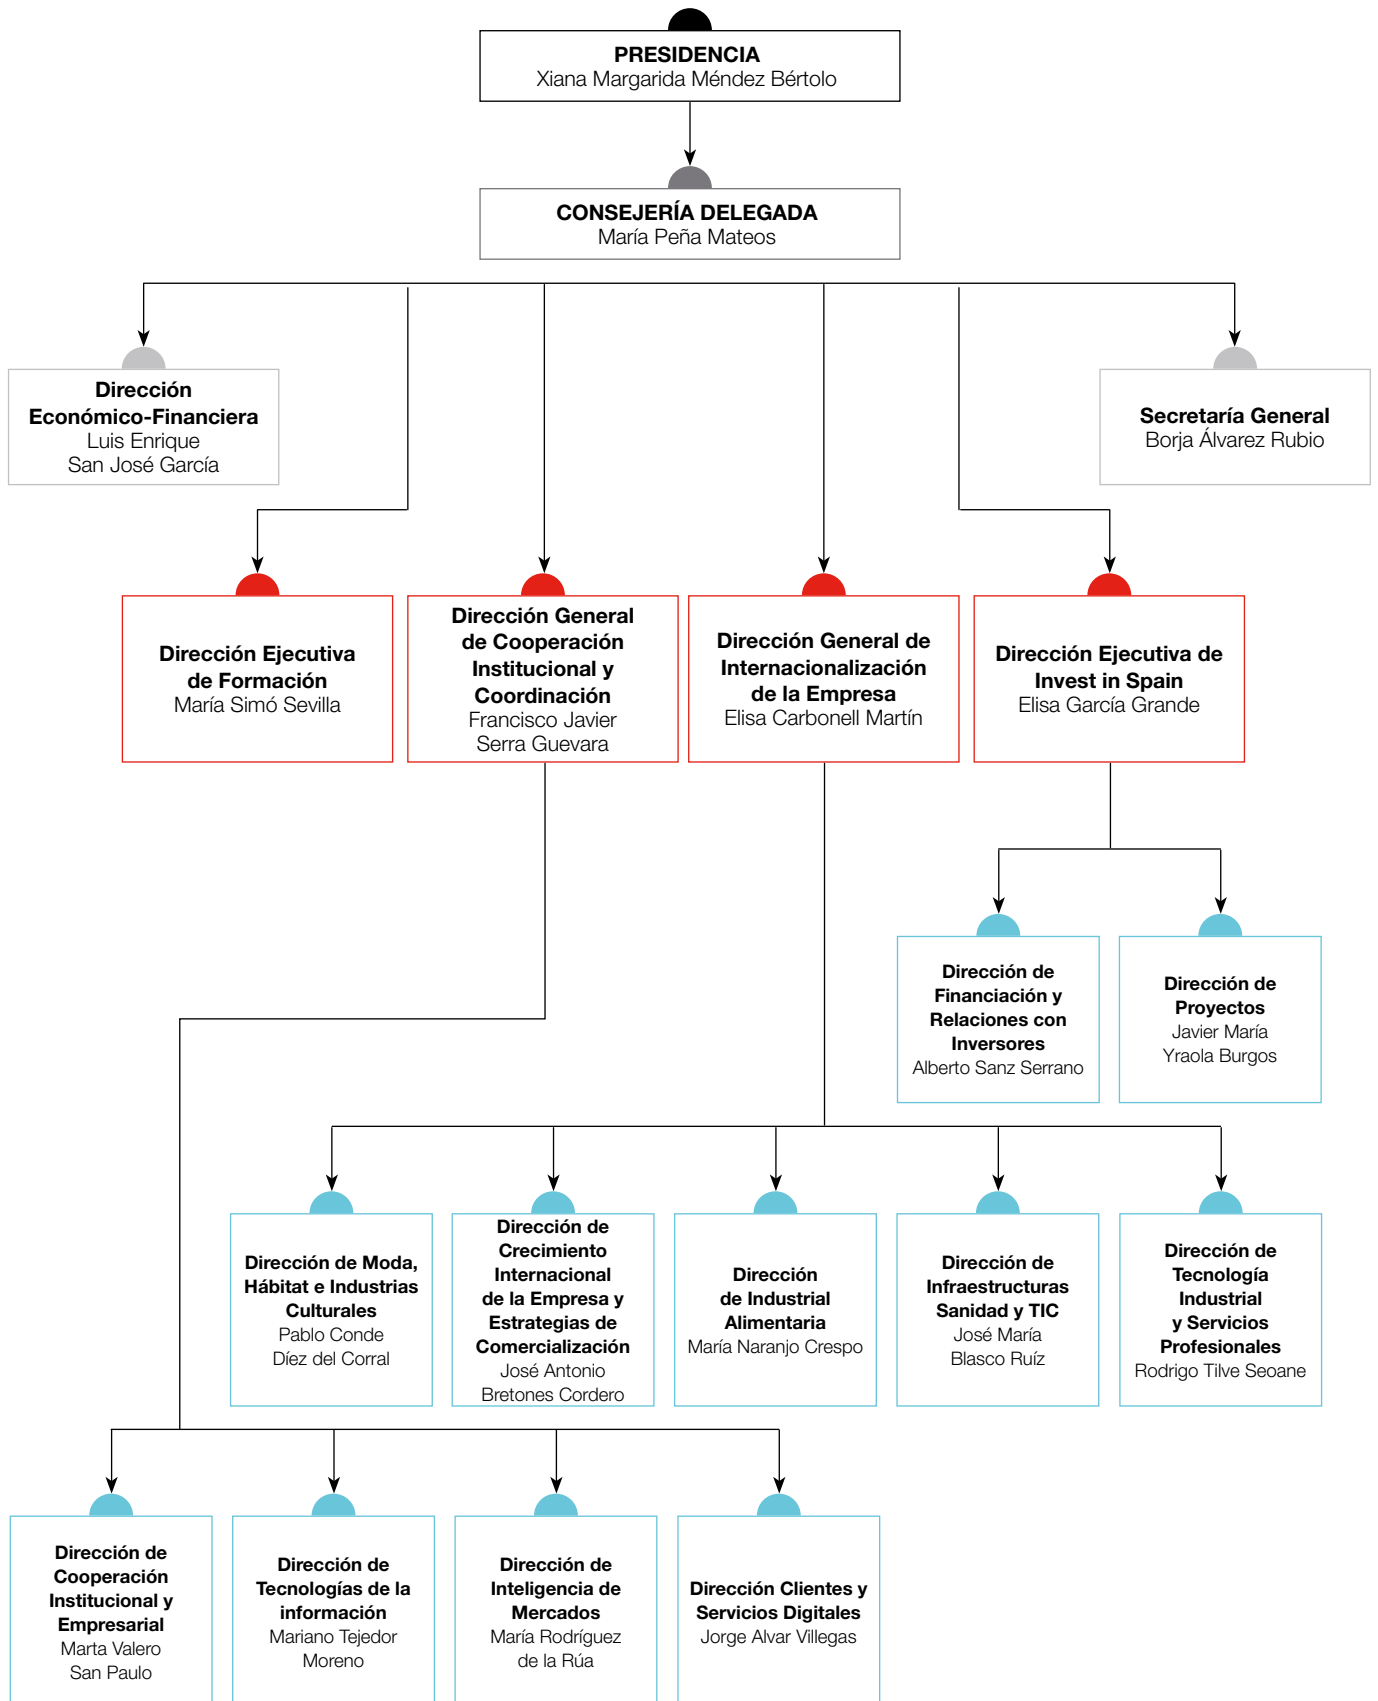 PRESIDENCIA
Xiana Margarida Méndez Bértolo
CONSEJERÍA DELEGADA
María Peña Mateos
Dirección
Económico-Financiera
Luis Enrique
San José García
Secretaría General
Borja Álvarez Rubio
Dirección Ejecutiva
de Formación
María Simó Sevilla
Dirección General
de Cooperación
Institucional y
Coordinación
Francisco Javier
Serra Guevara
Dirección General de
Internacionalización
de la Empresa
Elisa Carbonell Martín
Dirección Ejecutiva de
Invest in Spain
Elisa García Grande
Dirección de
Financiación y
Relaciones con
Inversores
Alberto Sanz Serrano
Dirección de
Proyectos
Javier María
Yraola Burgos
Dirección de Moda,
Hábitat e Industrias
Culturales
Pablo Conde
Díez del Corral
Dirección de
Crecimiento
Internacional
de la Empresa y
Estrategias de
Comercialización
José Antonio
Bretones Cordero
Dirección
de Industrial
Alimentaria
María Naranjo Crespo
Dirección de
Infraestructuras
Sanidad y TIC
José María
Blasco Ruíz
Dirección de
Tecnología
Industrial
y Servicios
Profesionales
Rodrigo Tilve Seoane
Dirección de
Cooperación
Institucional y
Empresarial
Marta Valero
San Paulo
Dirección de
Tecnologías de la
información
Mariano Tejedor
Moreno
Dirección de
Inteligencia de
Mercados
María Rodríguez
de la Rúa
Dirección Clientes y
Servicios Digitales
Jorge Alvar Villegas